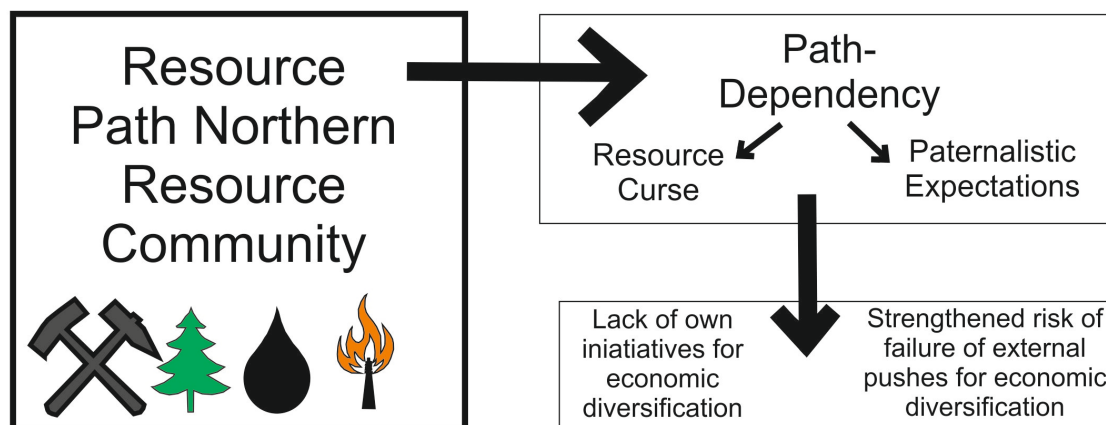 Resource
Path Northern
Resource
Community
Path-
Dependency
Resource
Curse
Paternalistic
Expectations
Lack of own
iniatiatives for
economic
diversification
Strengthened risk of
failure of external
pushes for economic
diversification